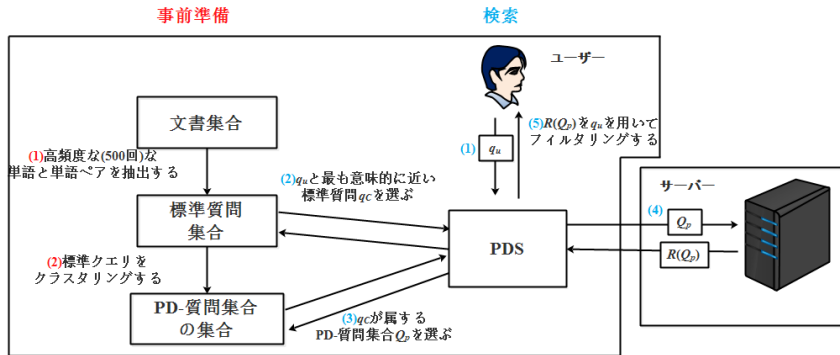 事前準備
検索
ユーザー
文書集合
(1)高頻度な(500回)な
単語と単語ペアを抽出する
標準質問
集合
(2)標準クエリを
クラスタリングする
PD-質問集合
の集合
(1)
qu
(5)R(Qp)をquを用いて
フィルタリングする
(2)quと最も意味的に近い
標準質問qcを選ぶ
PDS
(3)qcが属する
PD-質問集合Qpを選ぶ
サーバー
(4)
Qp
R(Qp)